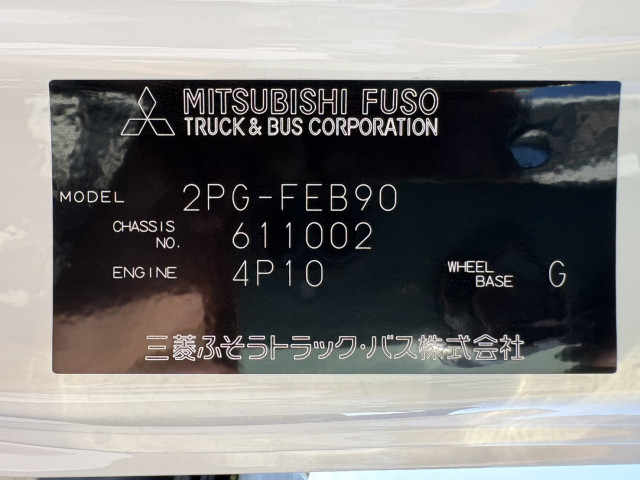 MITSUBISHI FUSO
TRUCK & BUS CORPORATION
MODEL 2PG-FEB90
CHASSIS NO. 611002
ENGINE 4P10 WHEEL BASE G
三菱ふそうトラック・バス株式会社